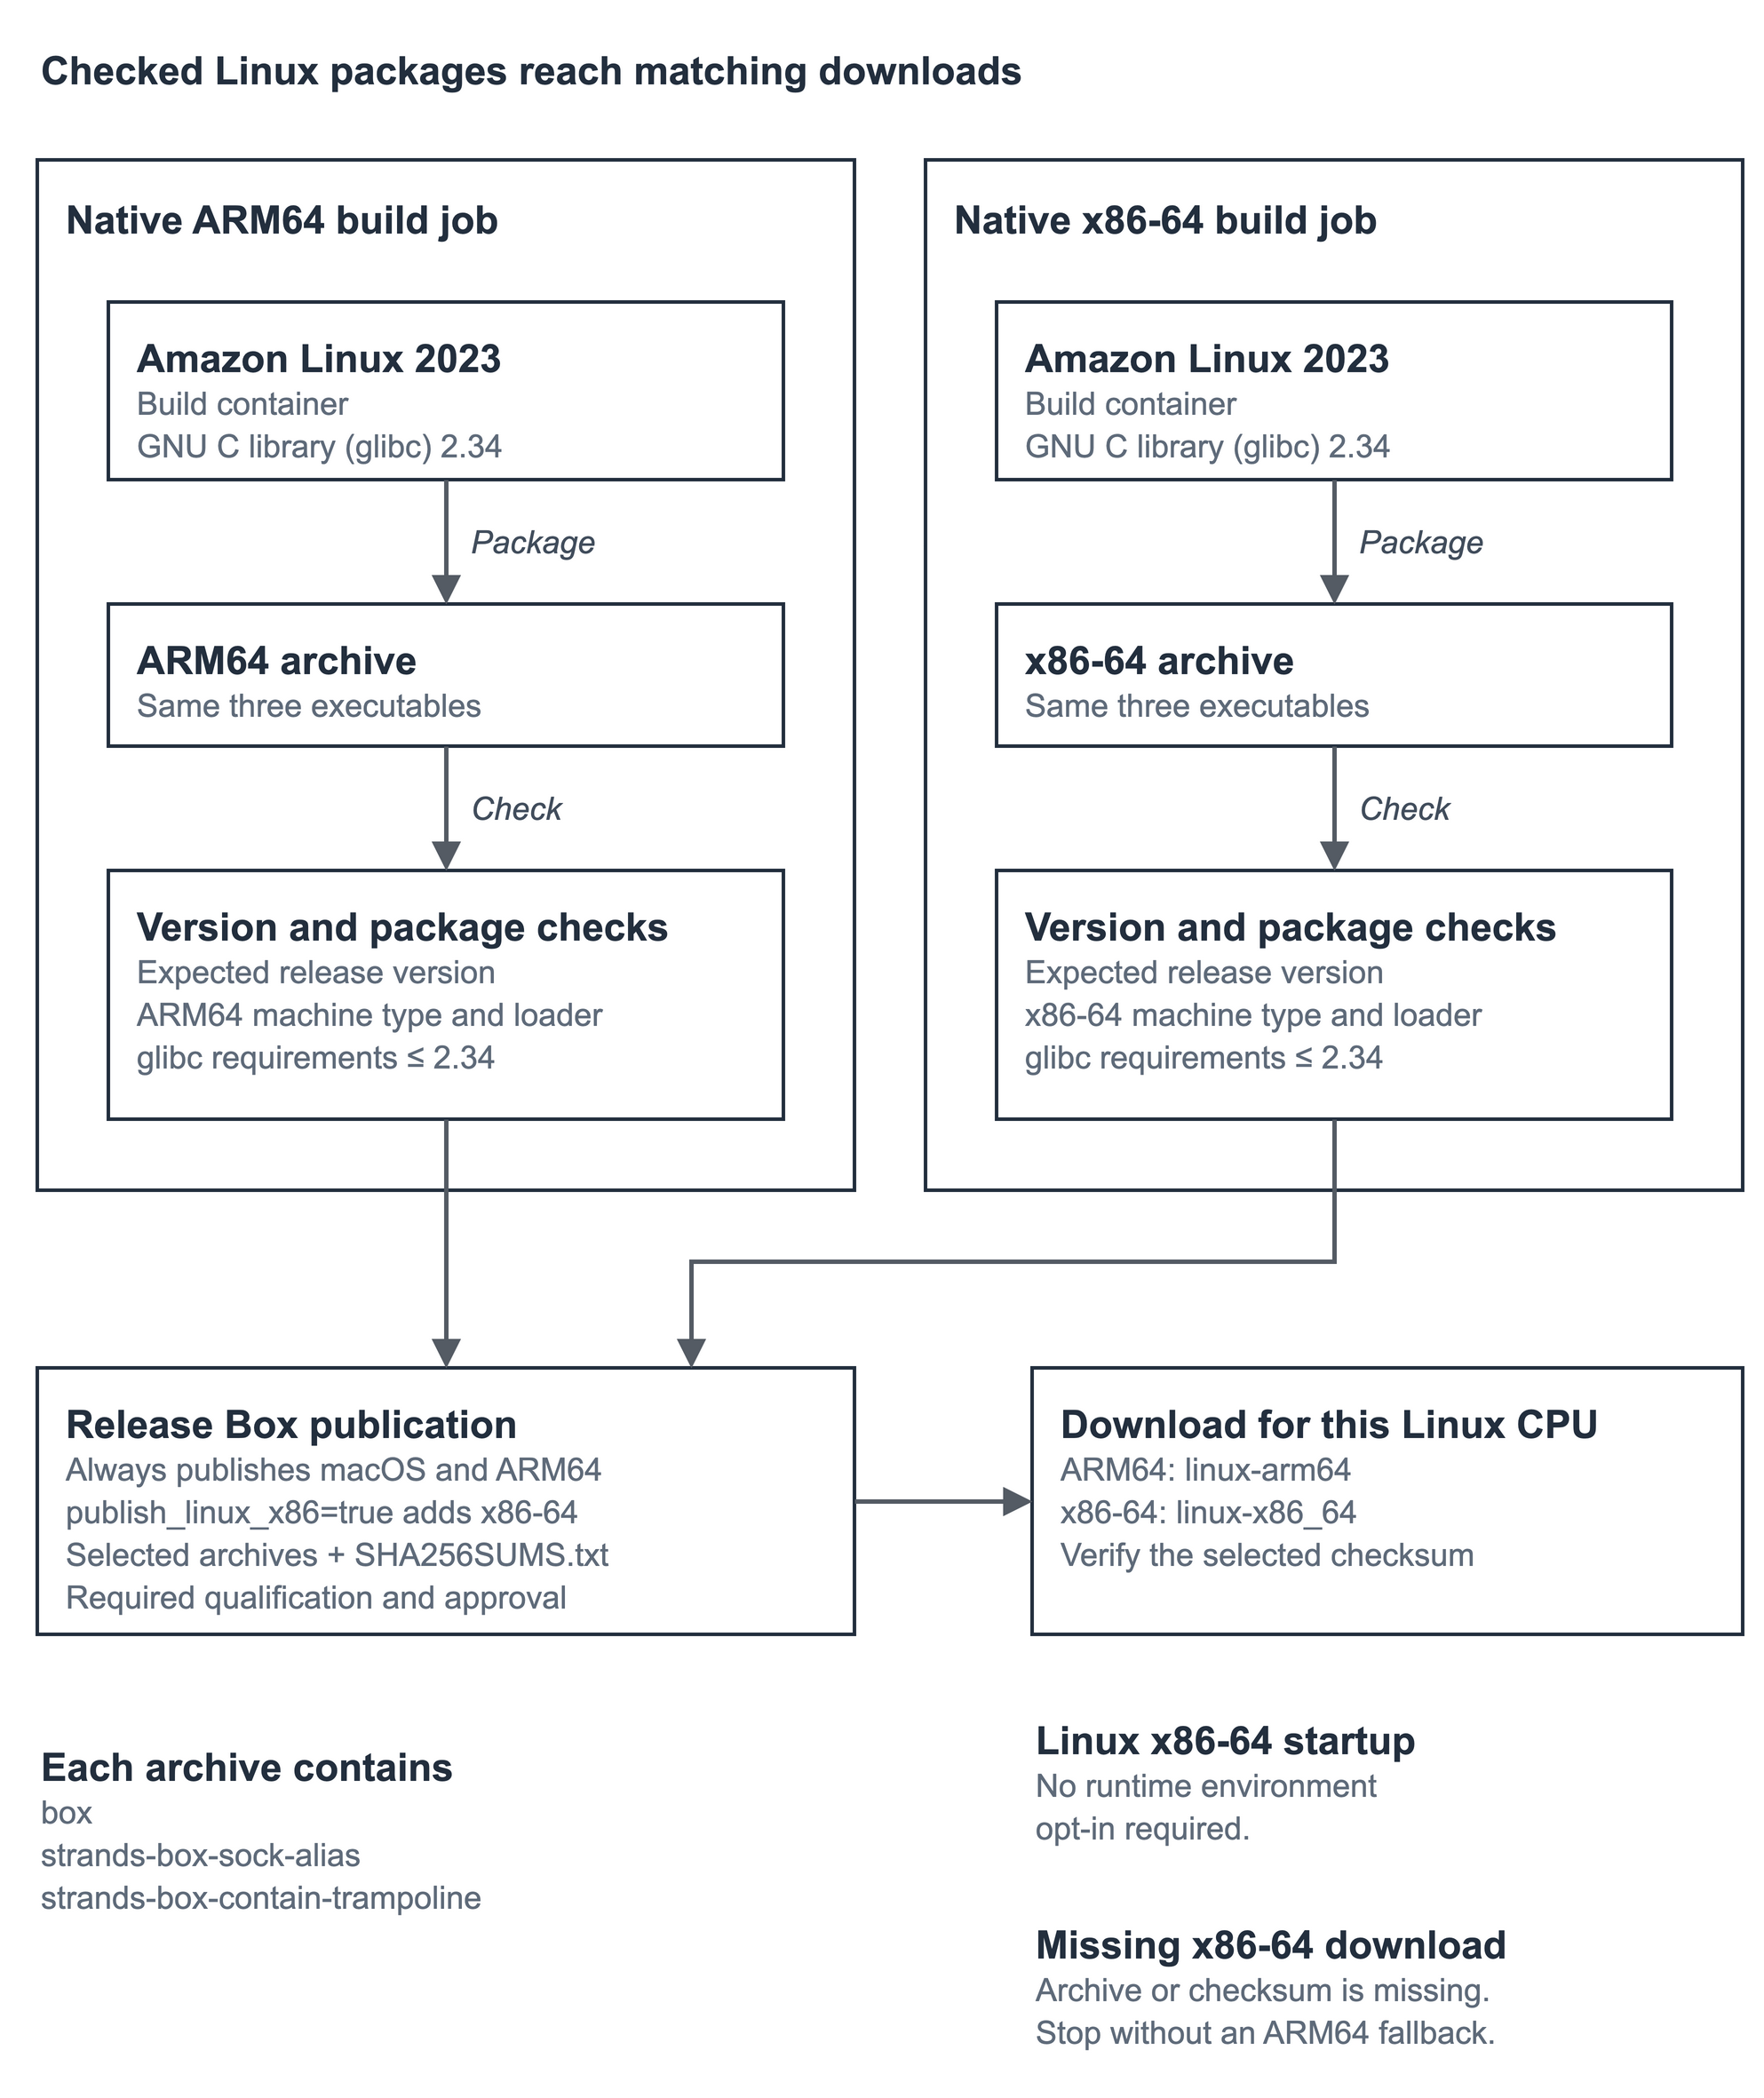 Checked Linux packages reach matching downloads
Native ARM64 build job
Amazon Linux 2023
Build container
GNU C library (glibc) 2.34
Package
ARM64 archive
Same three executables
Check
Version and package checks
Expected release version
ARM64 machine type and loader
glibc requirements ≤ 2.34
Native x86-64 build job
Amazon Linux 2023
Build container
GNU C library (glibc) 2.34
Package
x86-64 archive
Same three executables
Check
Version and package checks
Expected release version
x86-64 machine type and loader
glibc requirements ≤ 2.34
Release Box publication
Always publishes macOS and ARM64
publish_linux_x86=true adds x86-64
Selected archives + SHA256SUMS.txt
Required qualification and approval
Download for this Linux CPU
ARM64: linux-arm64
x86-64: linux-x86_64
Verify the selected checksum
Each archive contains
box
strands-box-sock-alias
strands-box-contain-trampoline
Linux x86-64 startup
No runtime environment
opt-in required.
Missing x86-64 download
Archive or checksum is missing.
Stop without an ARM64 fallback.